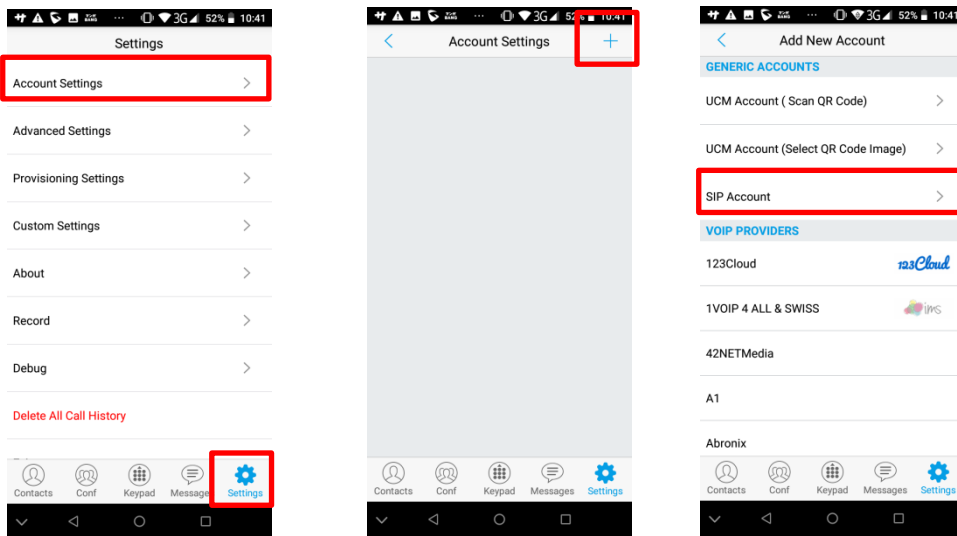 3G 52% 10:41
Settings
Account Settings
Advanced Settings
Provisioning Settings
Custom Settings
About
Record
Debug
Delete All Call History
Contacts Conf Keypad Message Settings
3G 52% 10:41
Account Settings
Contacts Conf Keypad Messages Settings
3G 52% 10:41
Add New Account
GENERIC ACCOUNTS
UCM Account ( Scan QR Code)
UCM Account (Select QR Code Image)
SIP Account
VOIP PROVIDERS
123Cloud 123Cloud
1VOIP 4 ALL & SWISS ims
42NETMedia
A1
Abronix
Contacts Conf Keypad Messages Settings